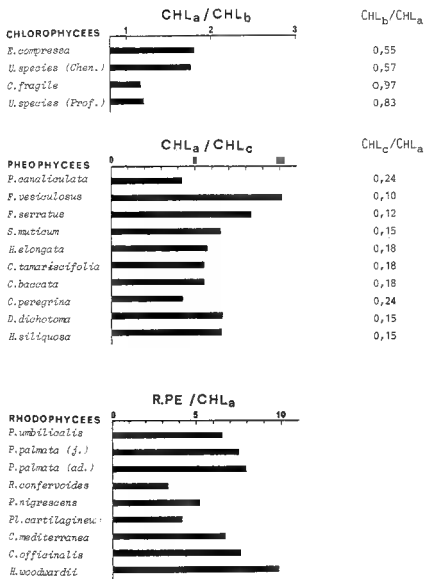 CHLa/CHLb CHLb/CHLa
CHLOROPHYCEES 1 2 3
E.compressa 0,55
U.species (Chen.) 0,57
C.fragile 0,97
U.species (Prof.) 0,83
CHLa/CHLc CHLc/CHLa
PHEOPHYCEES 0 5
P.canaliculata 0,24
F.vesiculosus 0,10
F.serratus 0,12
S.muticum 0,15
H.elongata 0,18
C.tamariscifolia 0,18
C.baccata 0,18
C.peregrina 0,24
D.dichotoma 0,15
H.siliquosa 0,15
R.PE /CHLa
RHODOPHYCEES 0 5 10
P.umbilicalis
P.palmata (j.)
P.palmata (ad.)
R.confervoides
P.nigrescens
Pl.cartilagineu
C.mediterranea
C.officinalis
H.woodwardii